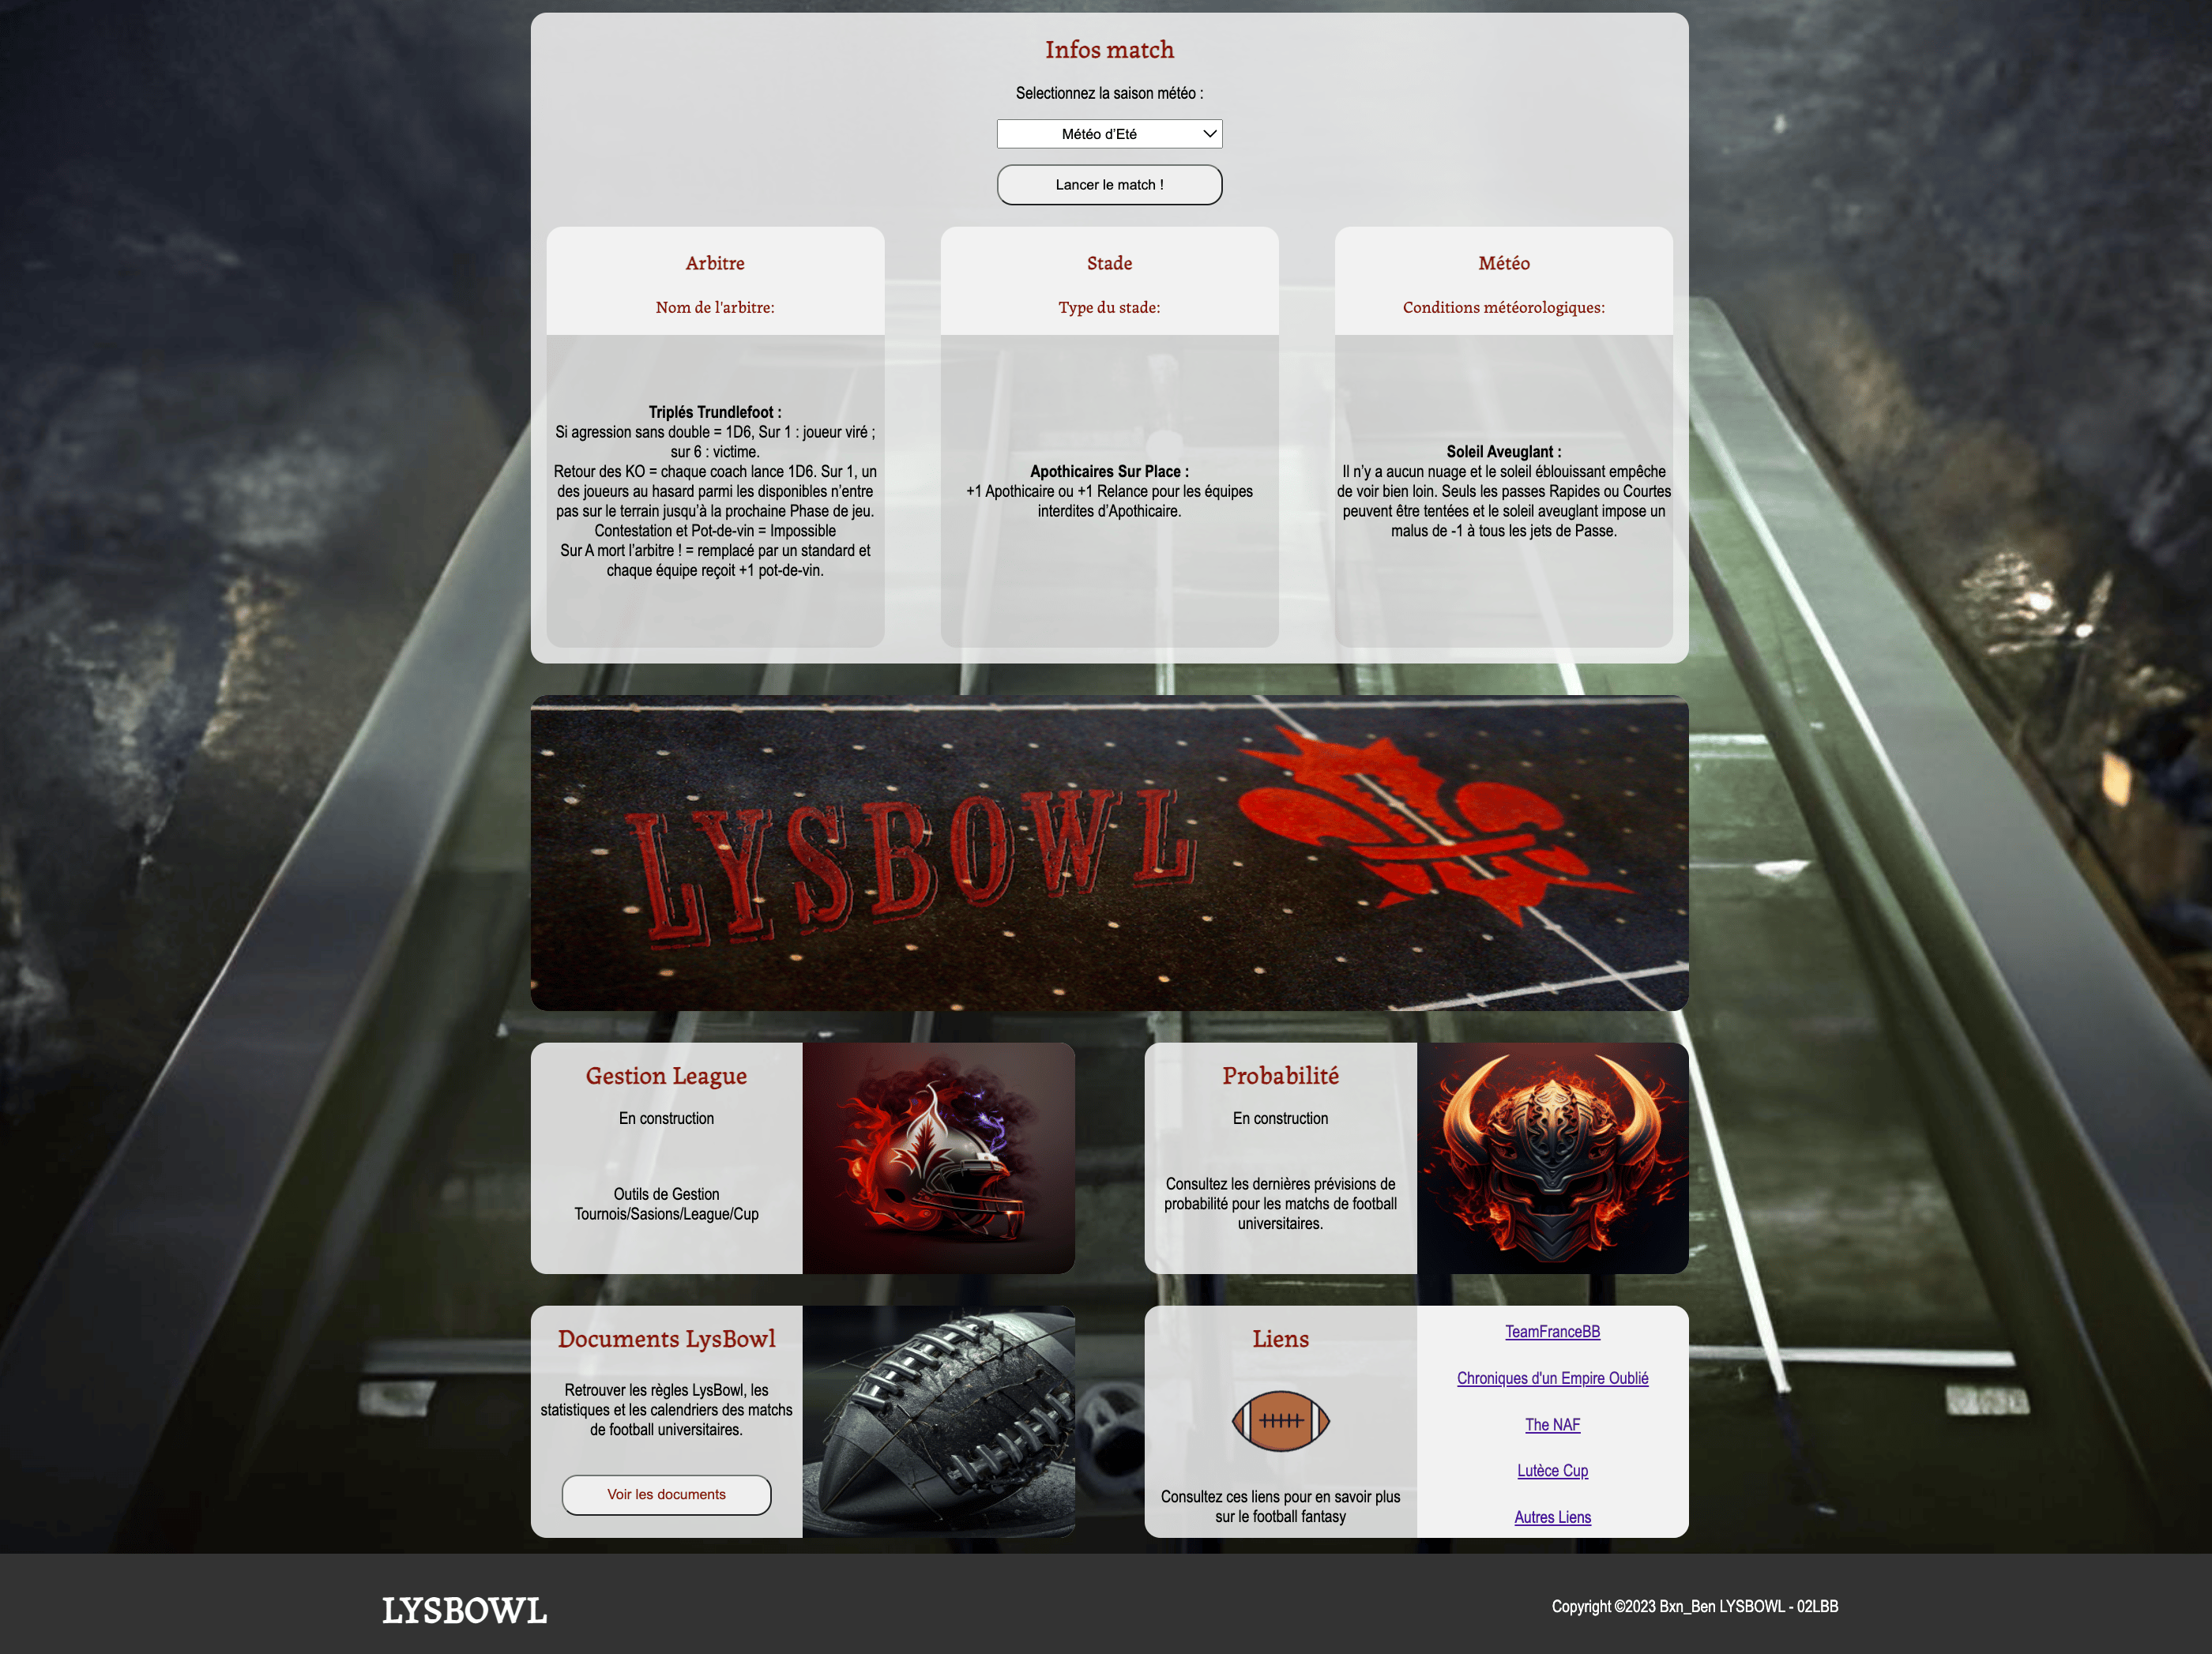 Infos match
Selectionnez la saison météo :
Météo d'Eté
Lancer le match !
Arbitre
Nom de l'arbitre:
Triplés Trundlefoot :
Si agression sans double = 1D6, Sur 1 : joueur viré ;
sur 6 : victime.
Retour des KO = chaque coach lance 1D6. Sur 1, un
des joueurs au hasard parmi les disponibles n'entre
pas sur le terrain jusqu'à la prochaine Phase de jeu.
Contestation et Pot-de-vin = Impossible
Sur A mort l'arbitre ! = remplacé par un standard et
chaque équipe reçoit +1 pot-de-vin.
Stade
Type du stade:
Apothicaires Sur Place :
+1 Apothicaire ou +1 Relance pour les équipes
interdites d'Apothicaire.
Météo
Conditions météorologiques:
Soleil Aveuglant :
Il n'y a aucun nuage et le soleil éblouissant empêche
de voir bien loin. Seuls les passes Rapides ou Courtes
peuvent être tentées et le soleil aveuglant impose un
malus de -1 à tous les jets de Passe.
LYSBOWL
Gestion League
En construction
Outils de Gestion
Tournois/Sasions/League/Cup
Probabilité
En construction
Consultez les dernières prévisions de
probabilité pour les matchs de football
universitaires.
Documents LysBowl
Retrouver les règles LysBowl, les
statistiques et les calendriers des matchs
de football universitaires.
Voir les documents
Liens
Consultez ces liens pour en savoir plus
sur le football fantasy
TeamFranceBB
Chroniques d'un Empire Oublié
The NAF
Lutèce Cup
Autres Liens
LYSBOWL
Copyright ©2023 Bxn_Ben LYSBOWL - 02LBB